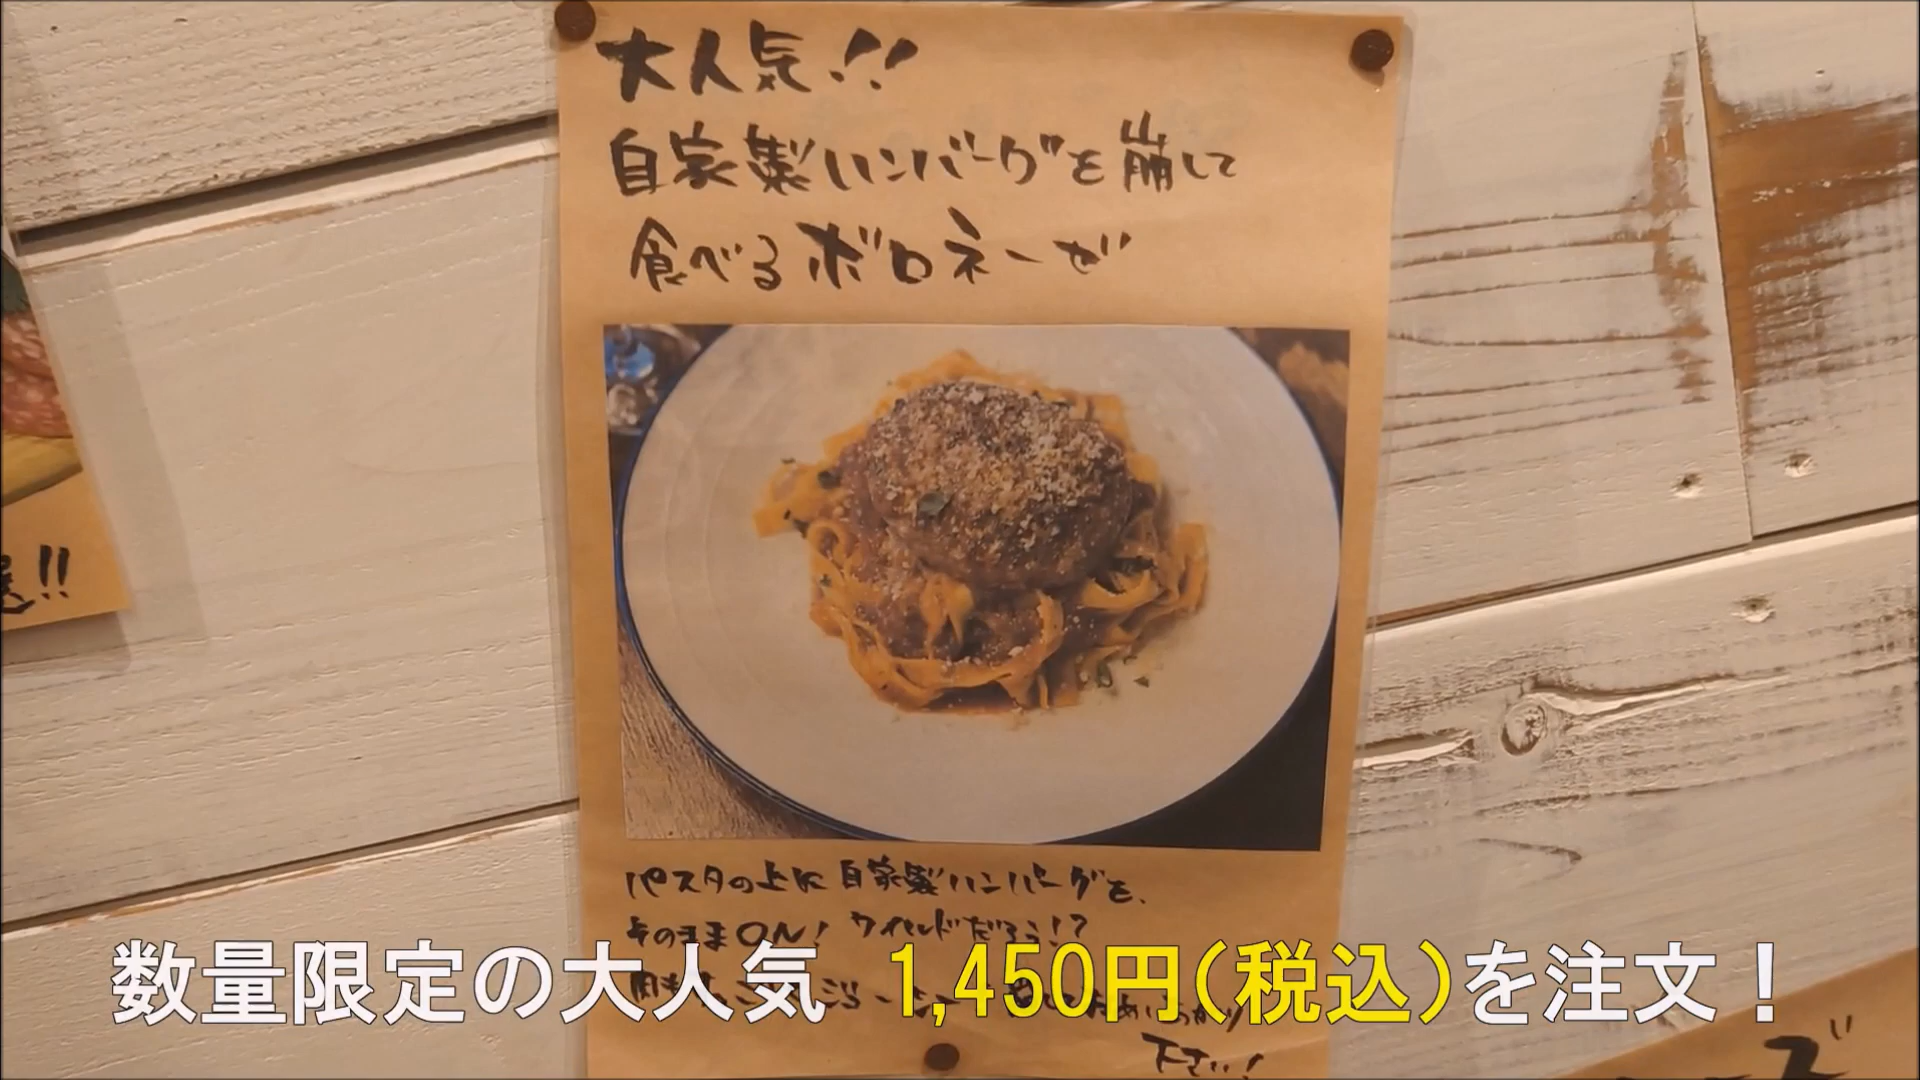 大人気!!
自家製ハンバーグを崩して
食べるボロネーゼ
パスタの上に自家製ハンバーグを、
そのままON! ワイルドだろう!?
下さい!
数量限定の大人気 1,450円(税込)を注文!
!!
ズ